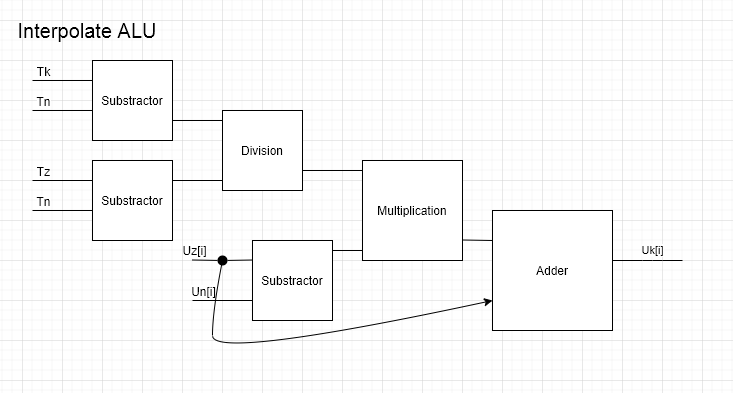 Interpolate ALU
Tk
Tn
Substractor
Division
Tz
Tn
Substractor
Multiplication
Uz[i]
Un[i]
Substractor
Adder
Uk[i]